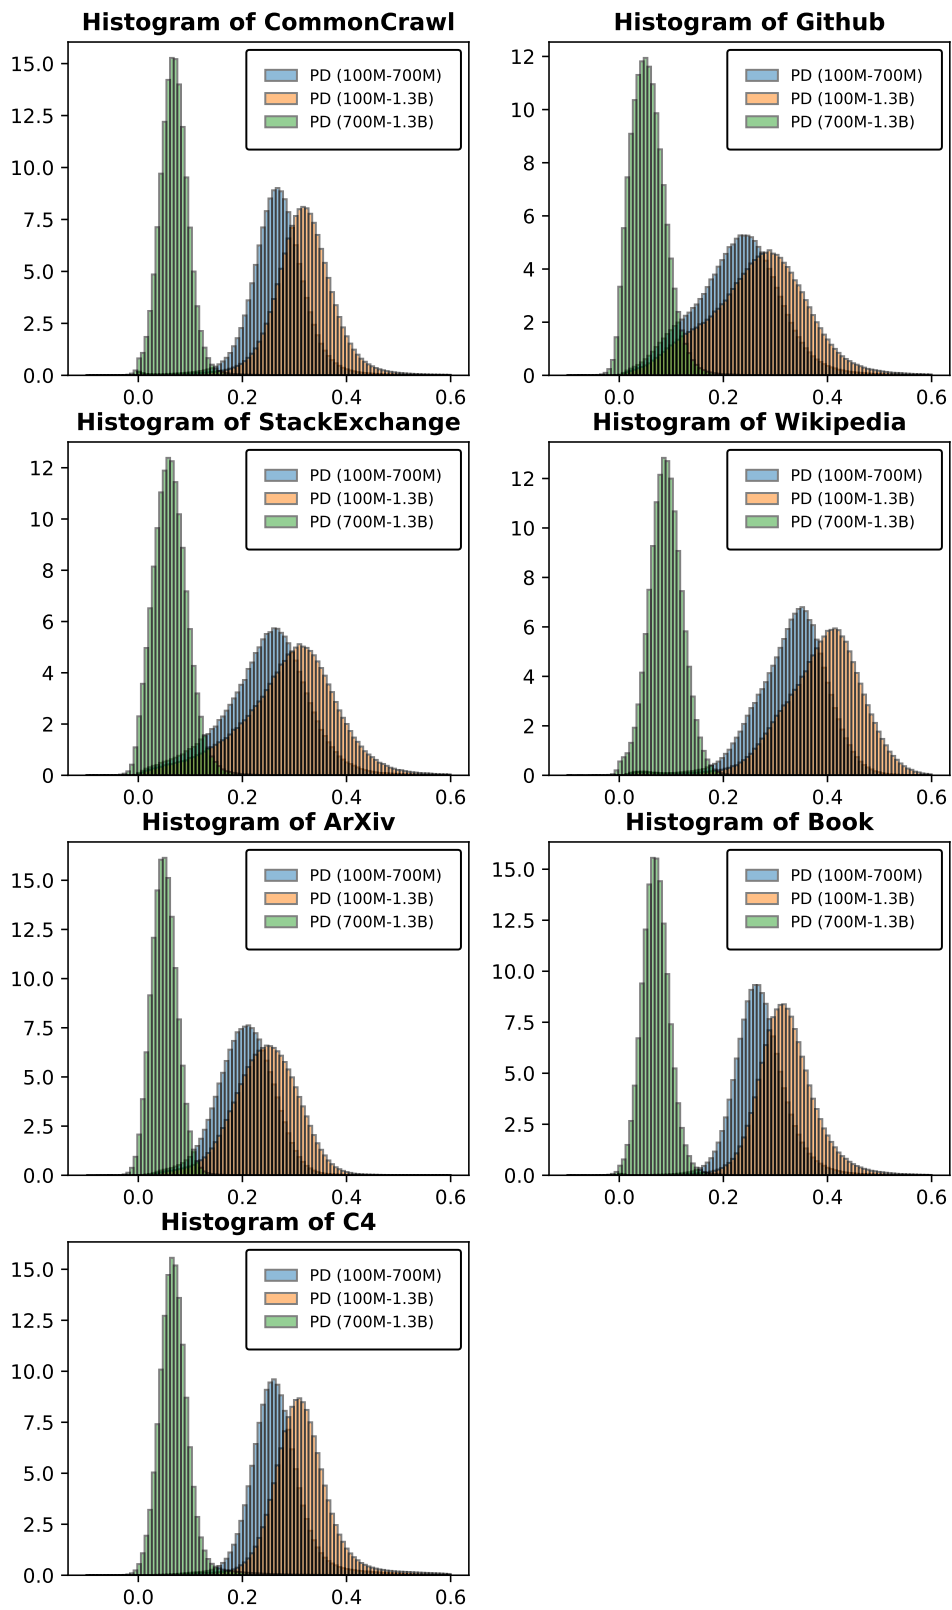 Histogram of CommonCrawl
15.0
12.5
10.0
7.5
5.0
2.5
0.0
0.0 0.2 0.4 0.6
PD (100M-700M)
PD (100M-1.3B)
PD (700M-1.3B)
Histogram of Github
12
10
8
6
4
2
0
0.0 0.2 0.4 0.6
PD (100M-700M)
PD (100M-1.3B)
PD (700M-1.3B)
Histogram of StackExchange
12
10
8
6
4
2
0
0.0 0.2 0.4 0.6
PD (100M-700M)
PD (100M-1.3B)
PD (700M-1.3B)
Histogram of Wikipedia
12
10
8
6
4
2
0
0.0 0.2 0.4 0.6
PD (100M-700M)
PD (100M-1.3B)
PD (700M-1.3B)
Histogram of ArXiv
15.0
12.5
10.0
7.5
5.0
2.5
0.0
0.0 0.2 0.4 0.6
PD (100M-700M)
PD (100M-1.3B)
PD (700M-1.3B)
Histogram of Book
15.0
12.5
10.0
7.5
5.0
2.5
0.0
0.0 0.2 0.4 0.6
PD (100M-700M)
PD (100M-1.3B)
PD (700M-1.3B)
Histogram of C4
15.0
12.5
10.0
7.5
5.0
2.5
0.0
0.0 0.2 0.4 0.6
PD (100M-700M)
PD (100M-1.3B)
PD (700M-1.3B)